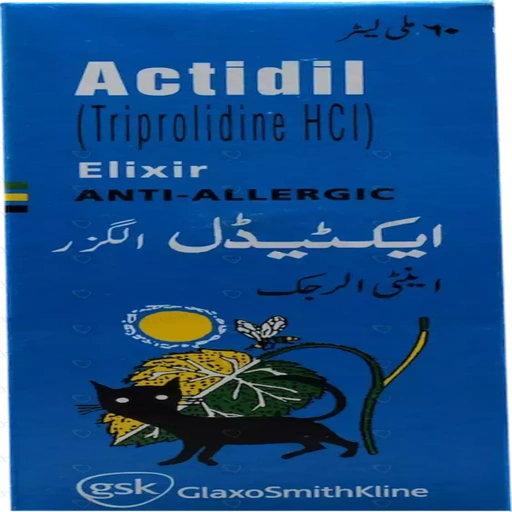 ۶۰ ملی لیٹر
Actidil
(Triprolidine HCl)
Elixir
ANTI-ALLERGIC
ایکٹیڈل الگزر
اینٹی الرجک
gsk GlaxoSmithKline